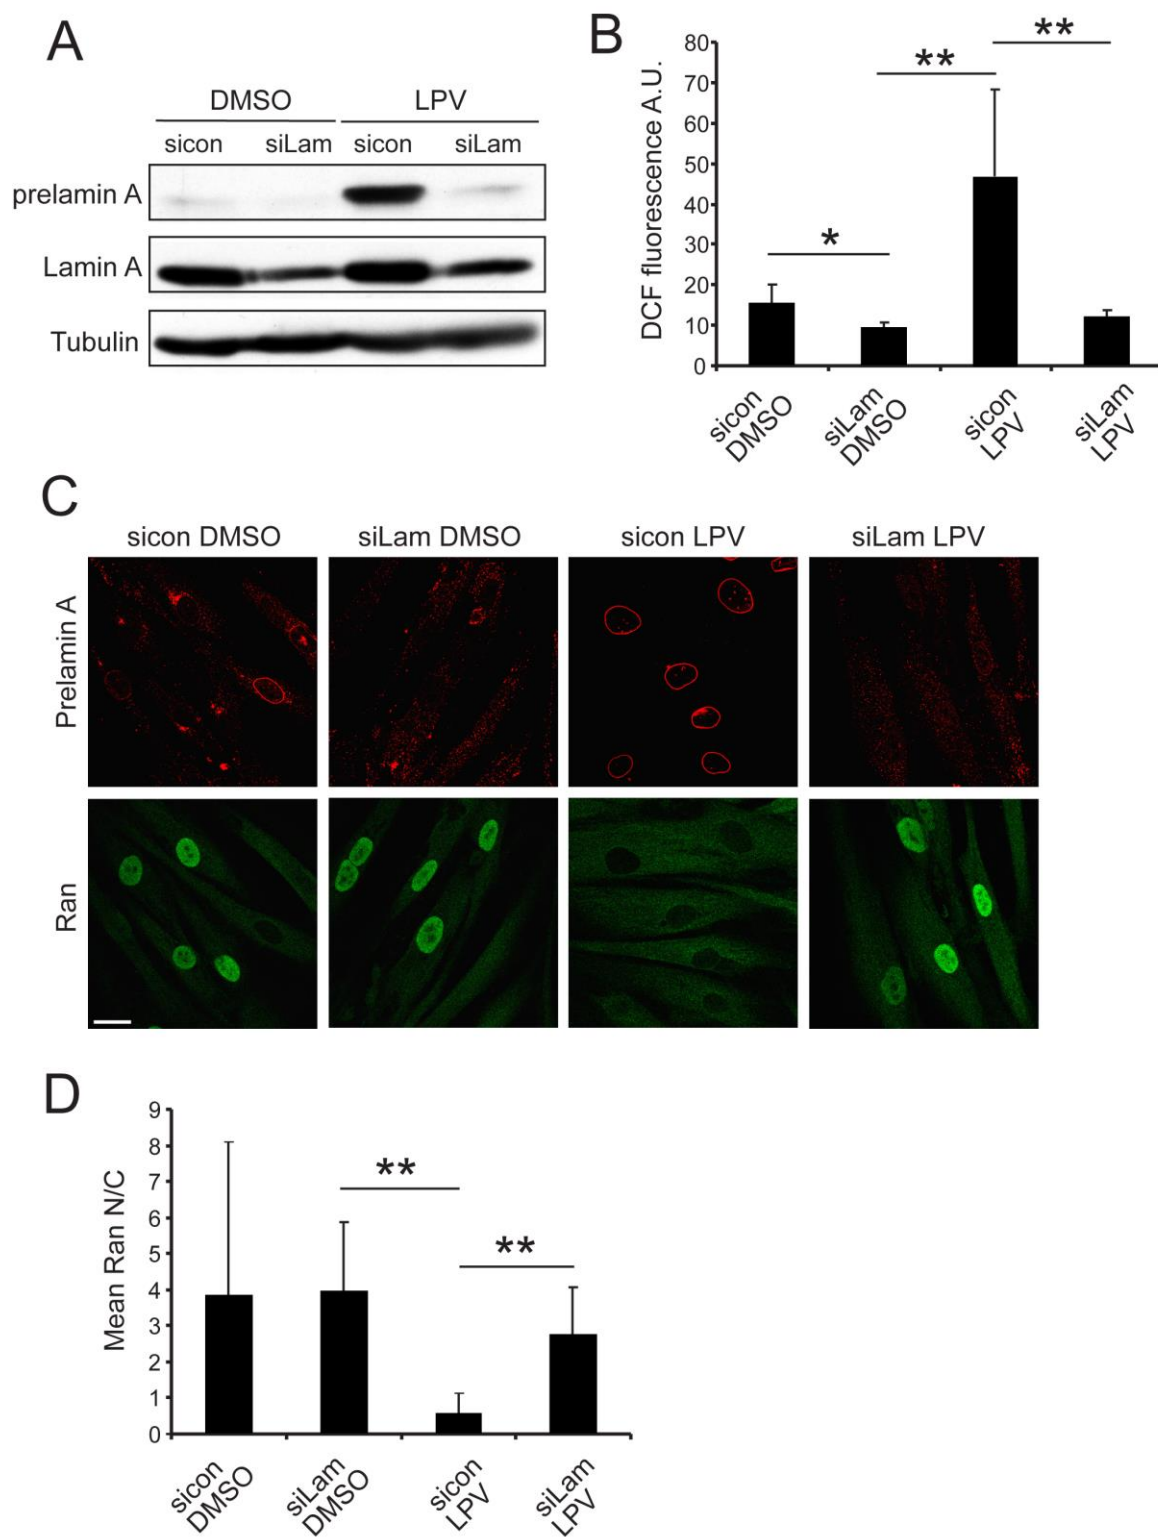 A
DMSO LPV
sicon siLam sicon siLam
prelamin A
Lamin A
Tubulin
B
DCF fluorescence A.U.
80
70
60
50
40
30
20
10
0
*
**
**
sicon DMSO
siLam DMSO
sicon LPV
siLam LPV
C
sicon DMSO siLam DMSO sicon LPV siLam LPV
Prelamin A
Ran
D
Mean Ran N/C
9
8
7
6
5
4
3
2
1
0
**
**
sicon DMSO
siLam DMSO
sicon LPV
siLam LPV